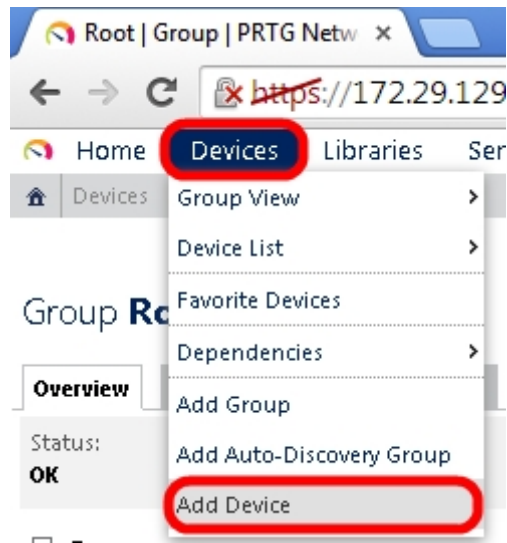 Root | Group | PRTG Netw
https://172.29.129
Home Devices Libraries Ser
Devices
Group View
Device List
Favorite Devices
Dependencies
Add Group
Add Auto-Discovery Group
Add Device
Group Ro
Overview
Status:
OK